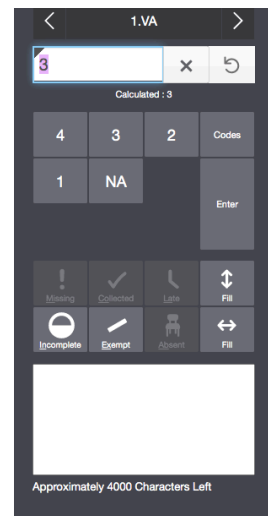 1.VA
3
Calculated : 3
4 3 2 Codes
1 NA
Enter
Missing Collected Late Fill
Incomplete Exempt Absent Fill
Approximately 4000 Characters Left